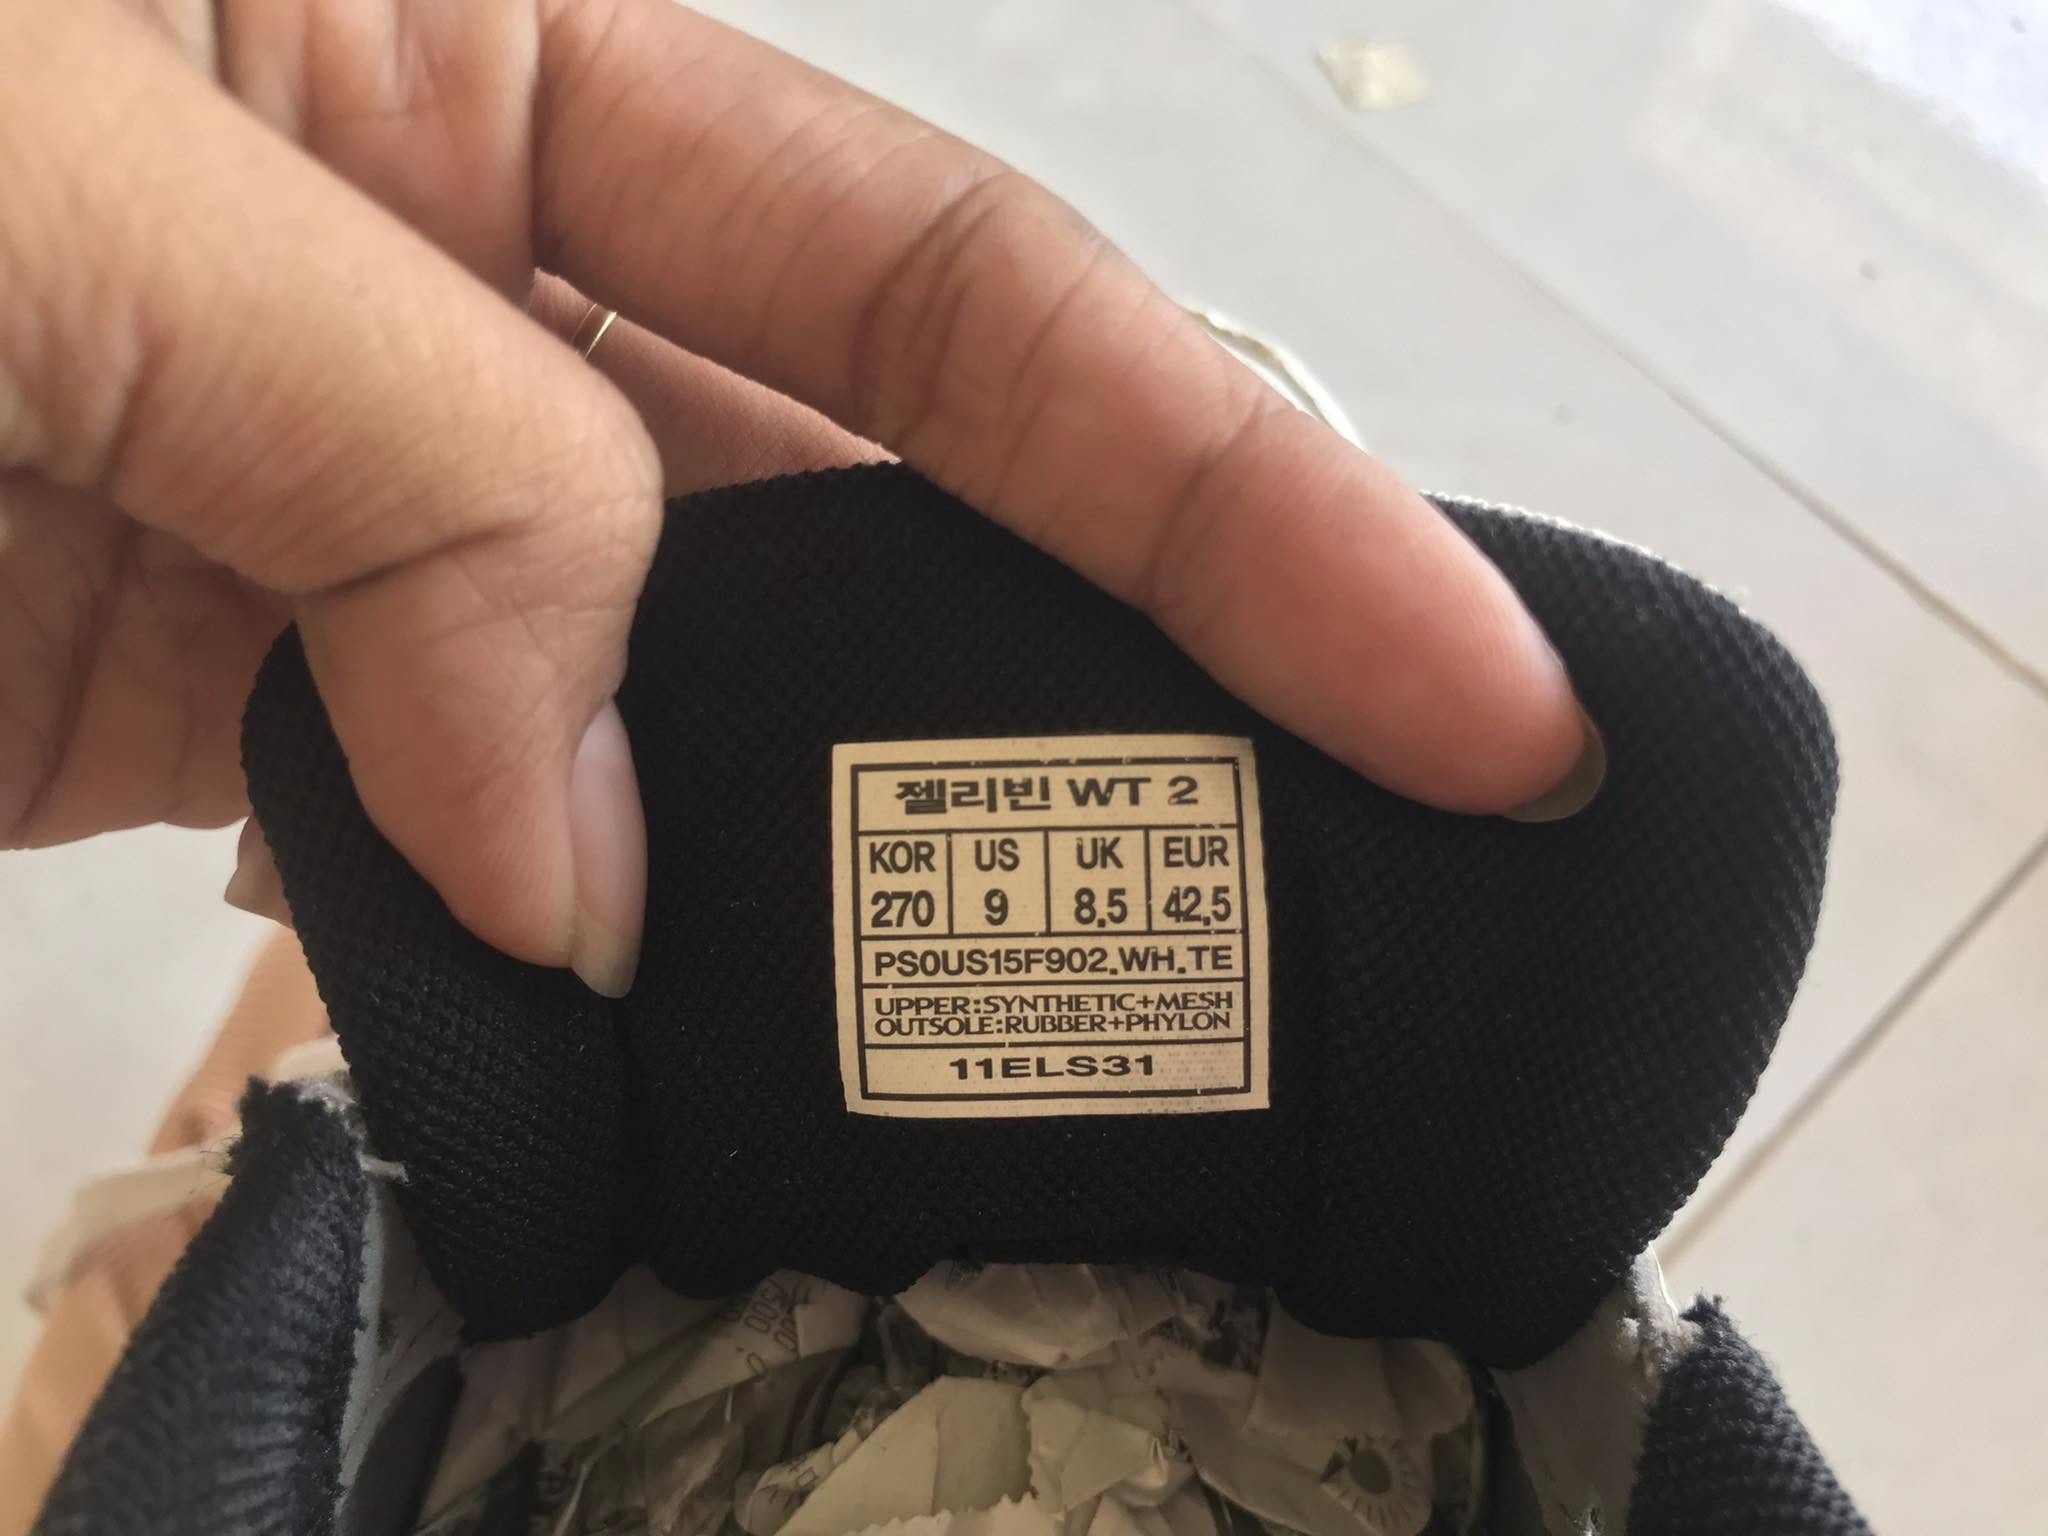 젤리빈 WT 2
KOR US UK EUR
270 9 8.5 42.5
PS0US15F902.WH.TE
UPPER:SYNTHETIC+MESH
OUTSOLE:RUBBER+PHYLON
11ELS31